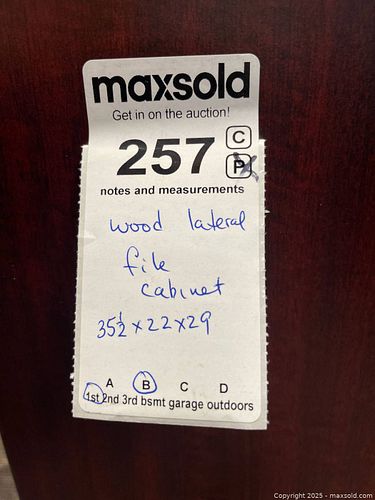 maxsold
Get in on the auction!
257 C
P
notes and measurements
wood lateral
file
cabinet
35½ x 22 x 29
A B C D
1st 2nd 3rd bsmt garage outdoors
Copyright 2025 - maxsold.com